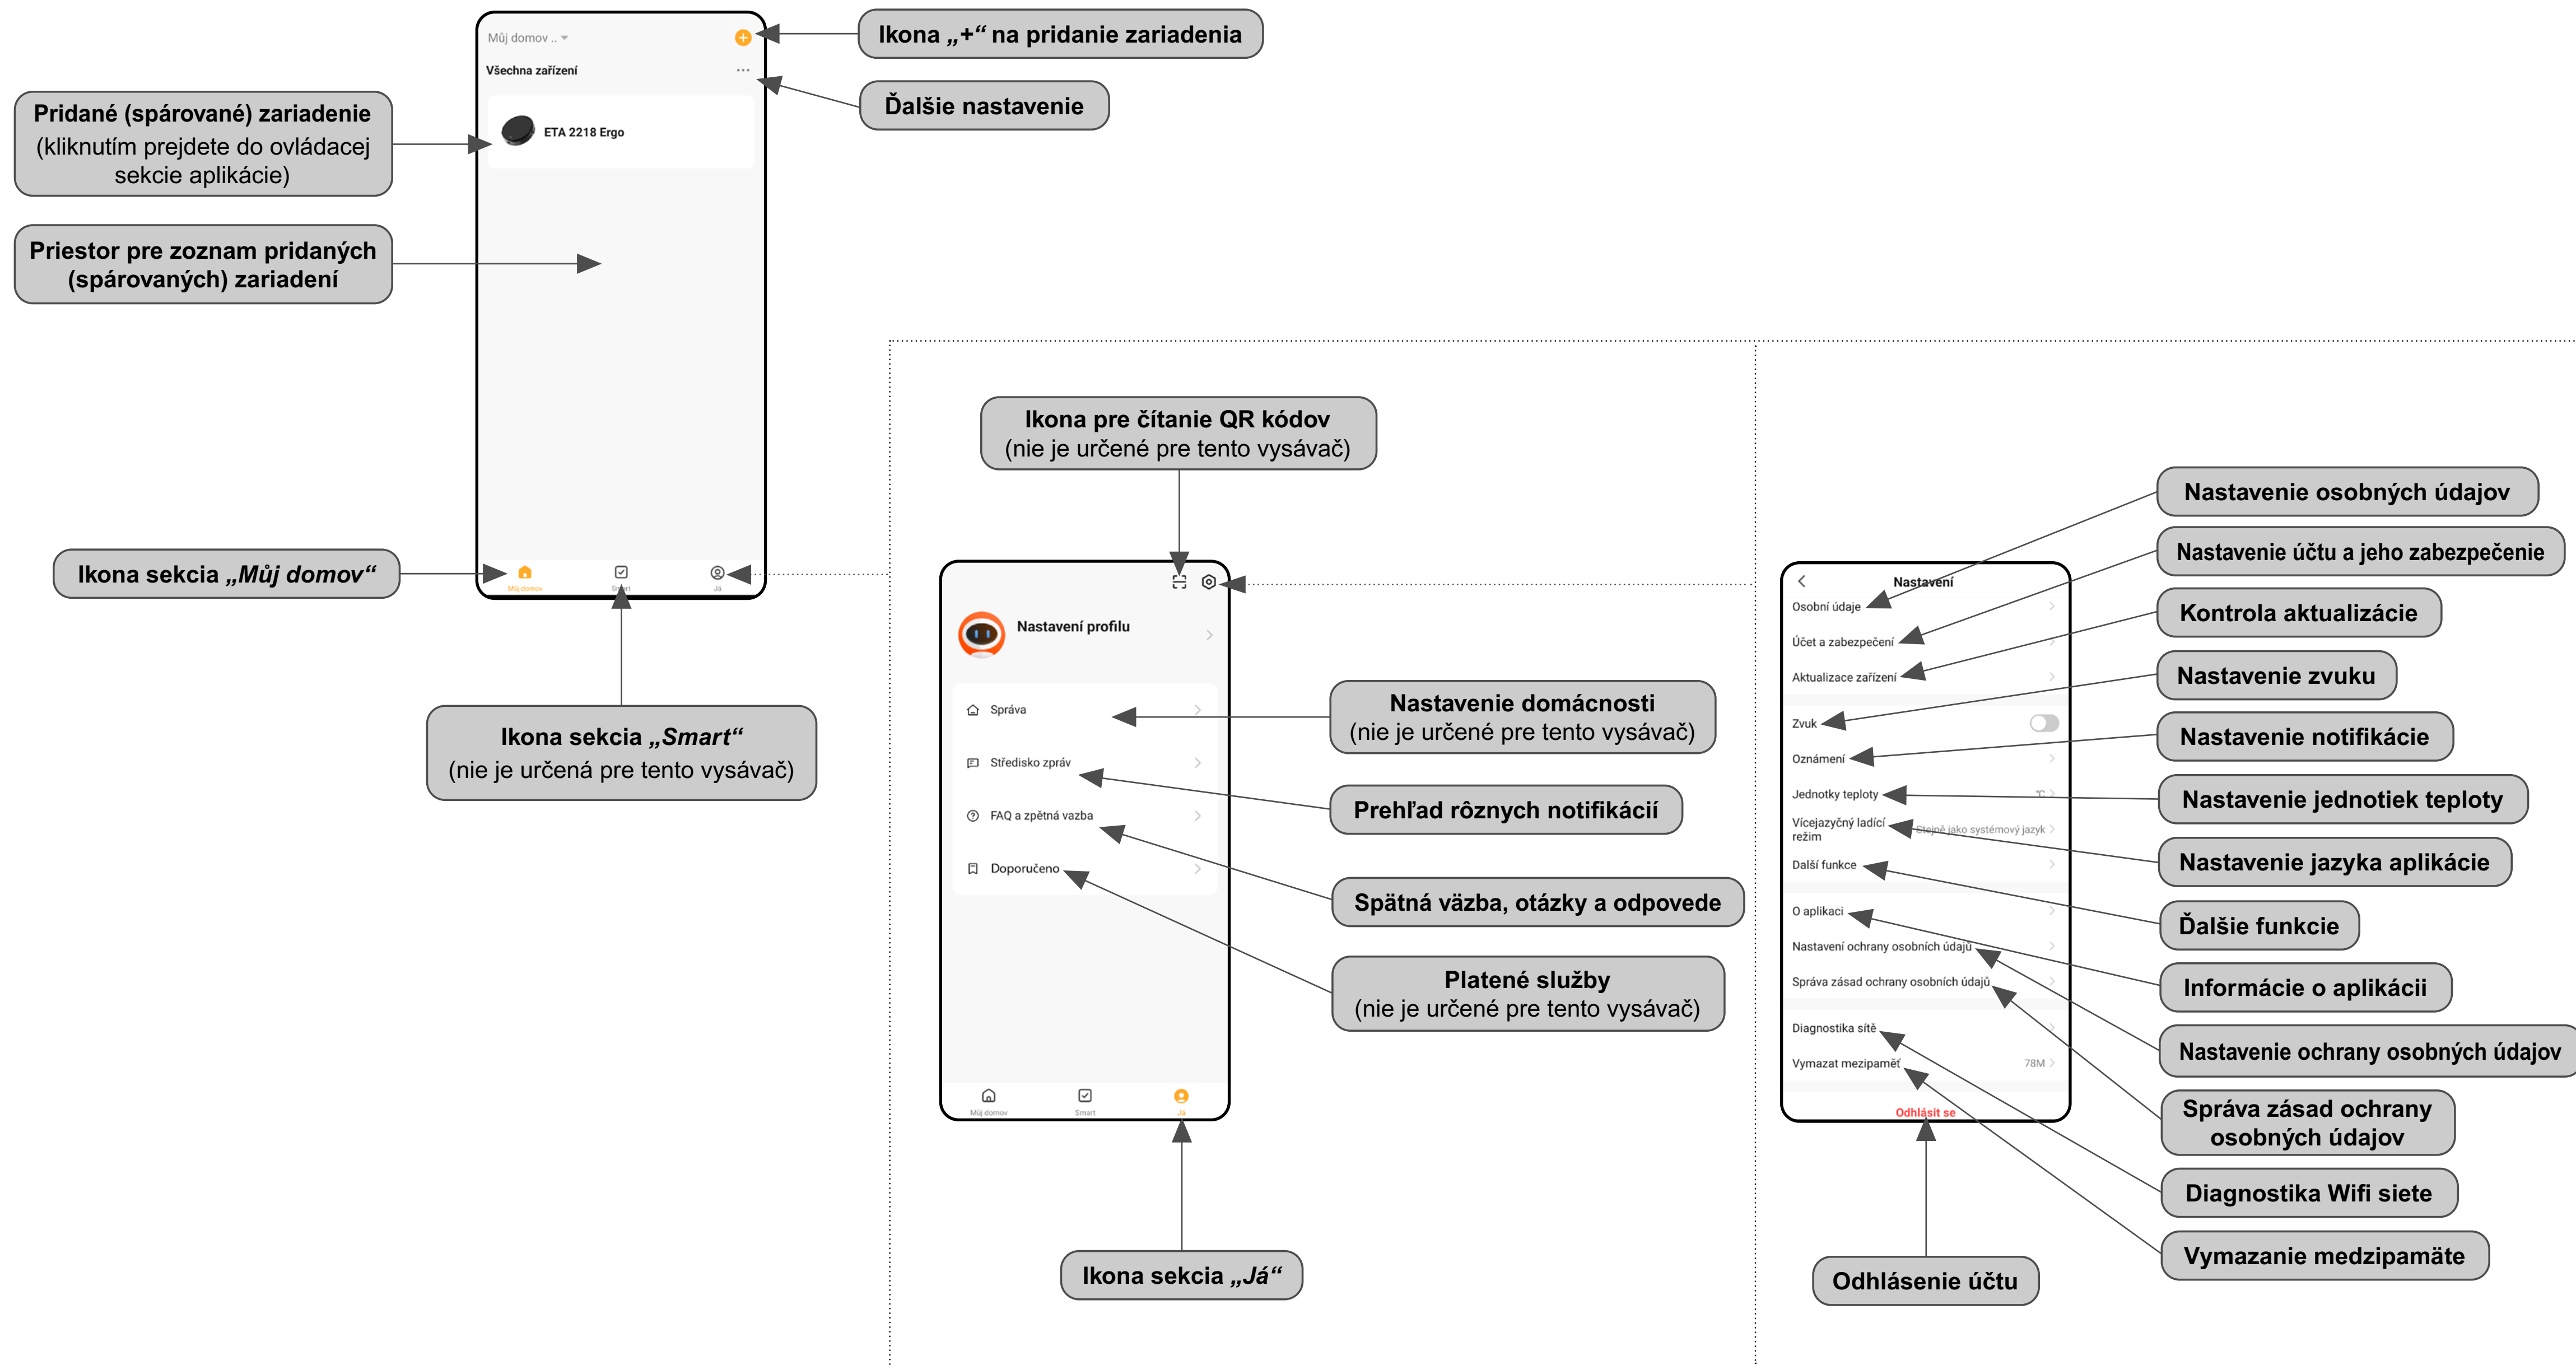 Můj domov ..
Všechna zařízení
ETA 2218 Ergo
Můj domov
Smart
Já
Ikona „+“ na pridanie zariadenia
Ďalšie nastavenie
Pridané (spárované) zariadenie
(kliknutím prejdete do ovládacej
sekcie aplikácie)
Priestor pre zoznam pridaných
(spárovaných) zariadení
Ikona sekcia „Můj domov“
Ikona sekcia „Smart“
(nie je určená pre tento vysávač)
Ikona pre čítanie QR kódov
(nie je určené pre tento vysávač)
Nastavení profilu
Správa
Středisko zpráv
FAQ a zpětná vazba
Doporučeno
Můj domov
Smart
Já
Nastavenie domácnosti
(nie je určené pre tento vysávač)
Prehľad rôznych notifikácií
Spätná väzba, otázky a odpovede
Platené služby
(nie je určené pre tento vysávač)
Ikona sekcia „Já“
Nastavení
Osobní údaje
Účet a zabezpečení
Aktualizace zařízení
Zvuk
Oznámení
Jednotky teploty
°C
Vícejazyčný ladící
režim
Stejně jako systémový jazyk
Další funkce
O aplikaci
Nastavení ochrany osobních údajů
Správa zásad ochrany osobních údajů
Diagnostika sítě
Vymazat mezipaměť
78M
Odhlásit se
Nastavenie osobných údajov
Nastavenie účtu a jeho zabezpečenie
Kontrola aktualizácie
Nastavenie zvuku
Nastavenie notifikácie
Nastavenie jednotiek teploty
Nastavenie jazyka aplikácie
Ďalšie funkcie
Informácie o aplikácii
Nastavenie ochrany osobných údajov
Správa zásad ochrany
osobných údajov
Diagnostika Wifi siete
Vymazanie medzipamäte
Odhlásenie účtu